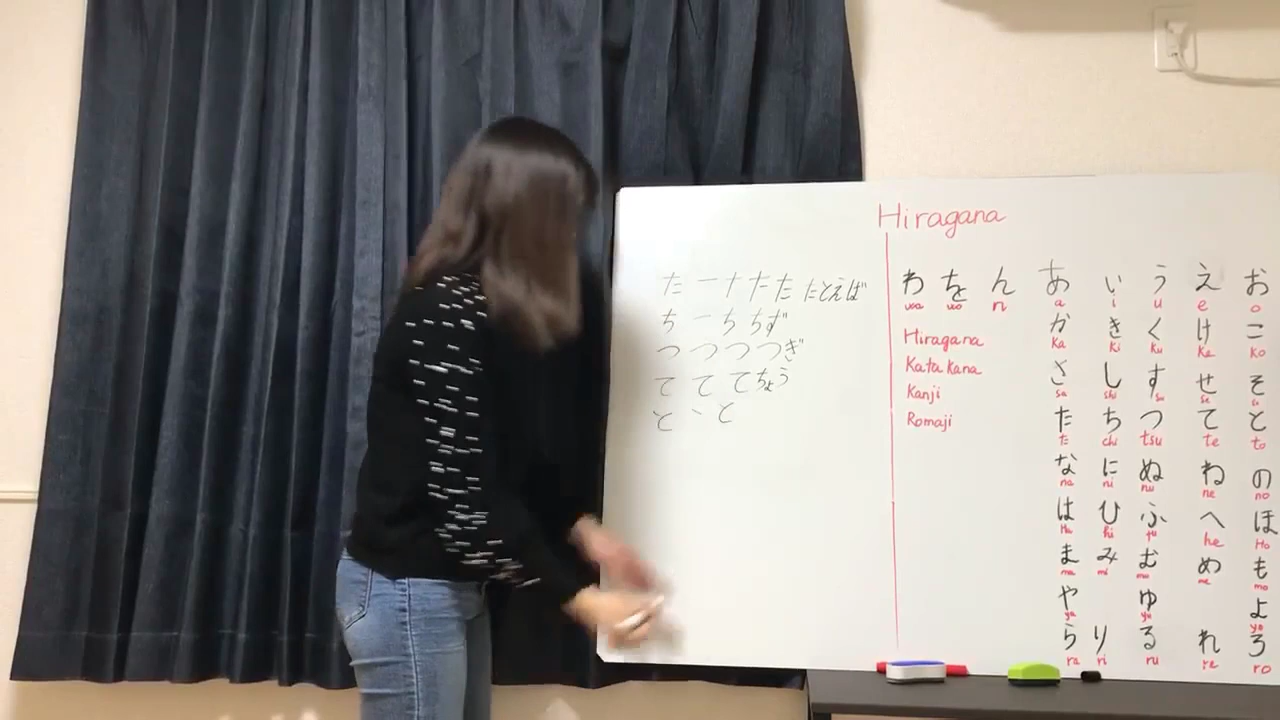 Hiragana
た 一 ナ た た たとえば
ち 一 ち ちず
つ つ つ つぎ
て て てちょう
と 丶 と
わ を ん
wa wo n
Hiragana
Katakana
Kanji
Romaji
あ い う え お
a i u e o
か き く け こ
ka ki ku ke ko
さ し す せ そ
sa shi su se so
た ち つ て と
chi tsu te to
な に ぬ ね の
na ni nu ne no
は ひ ふ へ ほ
Ha hi fu he Ho
ま み む め も
ma mi mu me mo
や ゆ よ
ya yu yo
ら り る れ ろ
ra ri ru re ro